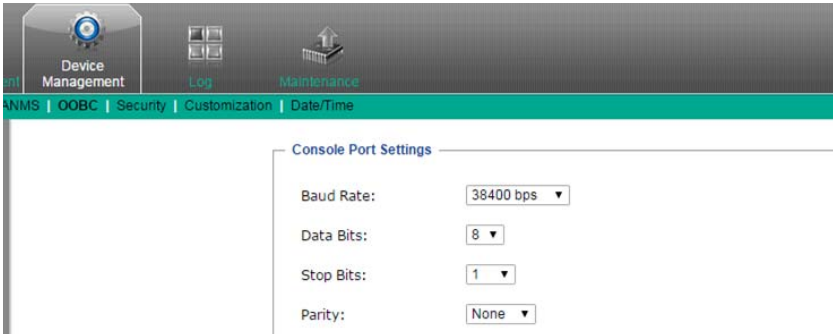 Device
Management
Log
Maintenance
ANMS | OOBC | Security | Customization | Date/Time
Console Port Settings
Baud Rate: 38400 bps
Data Bits: 8
Stop Bits: 1
Parity: None